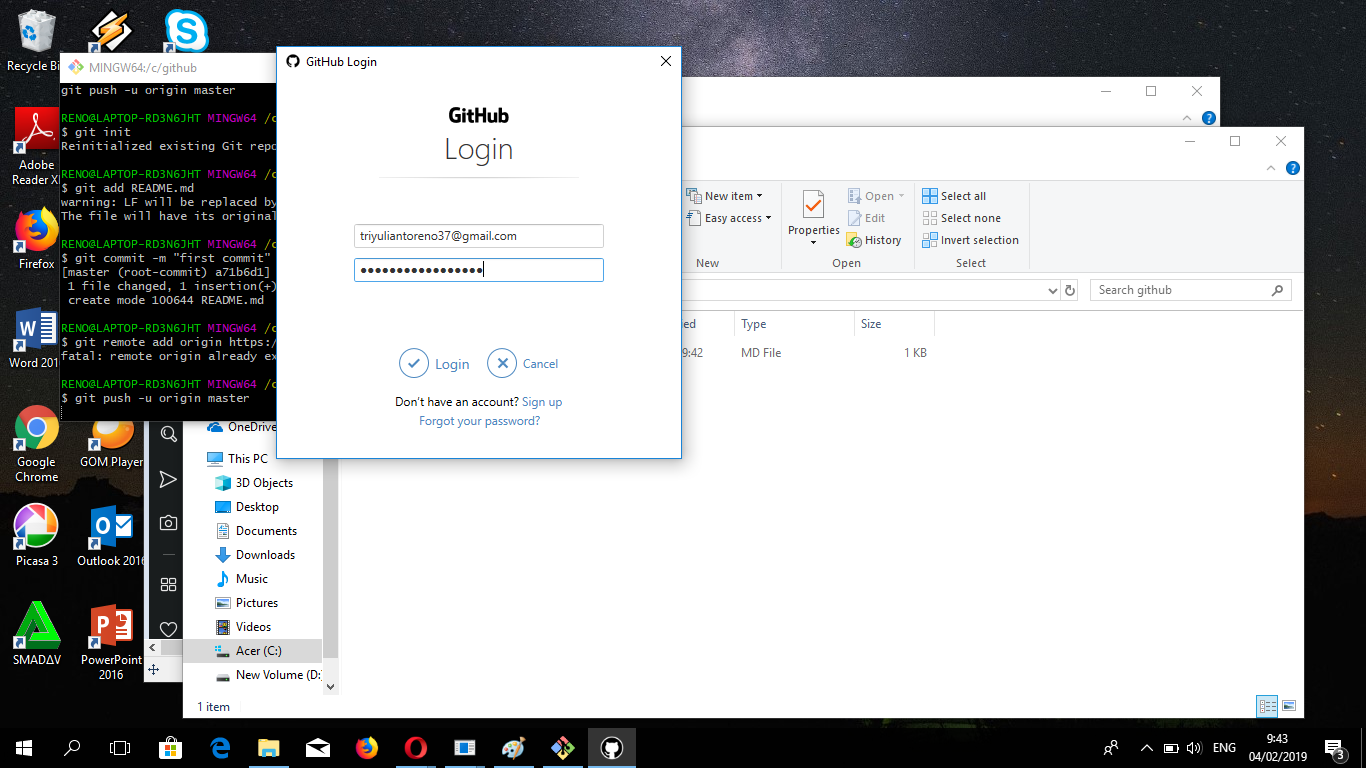 Recycle Bi
MINGW64:/c/github
git push -u origin master
RENO@LAPTOP-RD3N6JHT MINGW64 /c
$ git init
Reinitialized existing Git repo
RENO@LAPTOP-RD3N6JHT MINGW64 /c
$ git add README.md
warning: LF will be replaced by
The file will have its original
RENO@LAPTOP-RD3N6JHT MINGW64 /c
$ git commit -m "first commit"
[master (root-commit) a71b6d1]
1 file changed, 1 insertion(+)
create mode 100644 README.md
RENO@LAPTOP-RD3N6JHT MINGW64 /c
$ git remote add origin https:/
fatal: remote origin already ex
RENO@LAPTOP-RD3N6JHT MINGW64 /c
$ git push -u origin master
GitHub Login
GitHub
Login
triyuliantoreno37@gmail.com
•••••••••••••••••
Login
Cancel
Don't have an account? Sign up
Forgot your password?
New item
Easy access
New
Properties
Open
Edit
History
Open
Select all
Select none
Invert selection
Select
Search github
ed
Type
Size
9:42
MD File
1 KB
Adobe
Reader X
Firefox
Word 201
Google
Chrome
GOM Player
Picasa 3
Outlook 2016
SMADΔV
PowerPoint
2016
OneDrive
This PC
3D Objects
Desktop
Documents
Downloads
Music
Pictures
Videos
Acer (C:)
New Volume (D:
1 item
ENG
9:43
04/02/2019
3